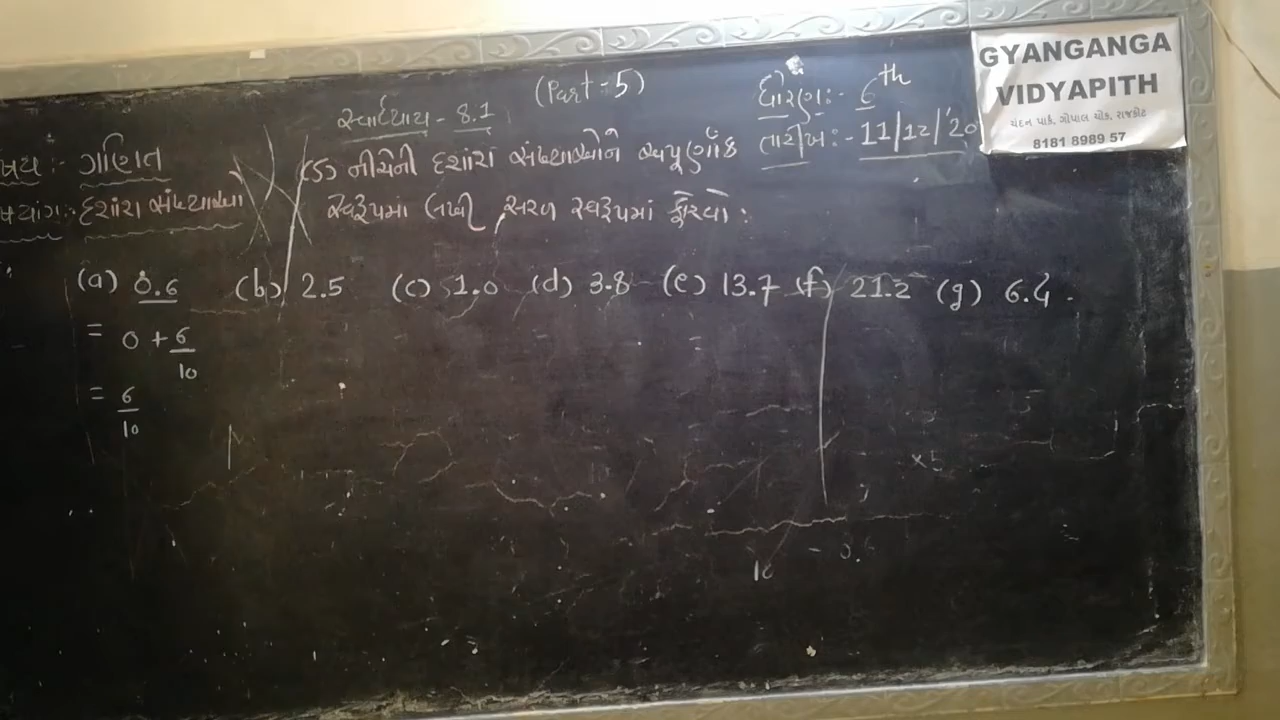 GYANGANGA
VIDYAPITH
ચંદન પાર્ક, ગોપાલ ચોક, રાજકોટ
8181 8989 57
(Part - 5)
ધોરણ:- 6th
તારીખ:- 11/12/'20
સ્વાધ્યાય - 8.1
ગણિત
દશાંશ સંખ્યાઓ
(5) નીચેની દશાંશ સંખ્યાઓને અપૂર્ણાંક
સ્વરૂપમાં લખી, સરળ સ્વરૂપમાં ફેરવો :
(a) 0.6 (b) 2.5 (c) 1.0 (d) 3.8 (e) 13.7 (f) 21.2 (g) 6.4.
= 0 + 6/10
= 6/10